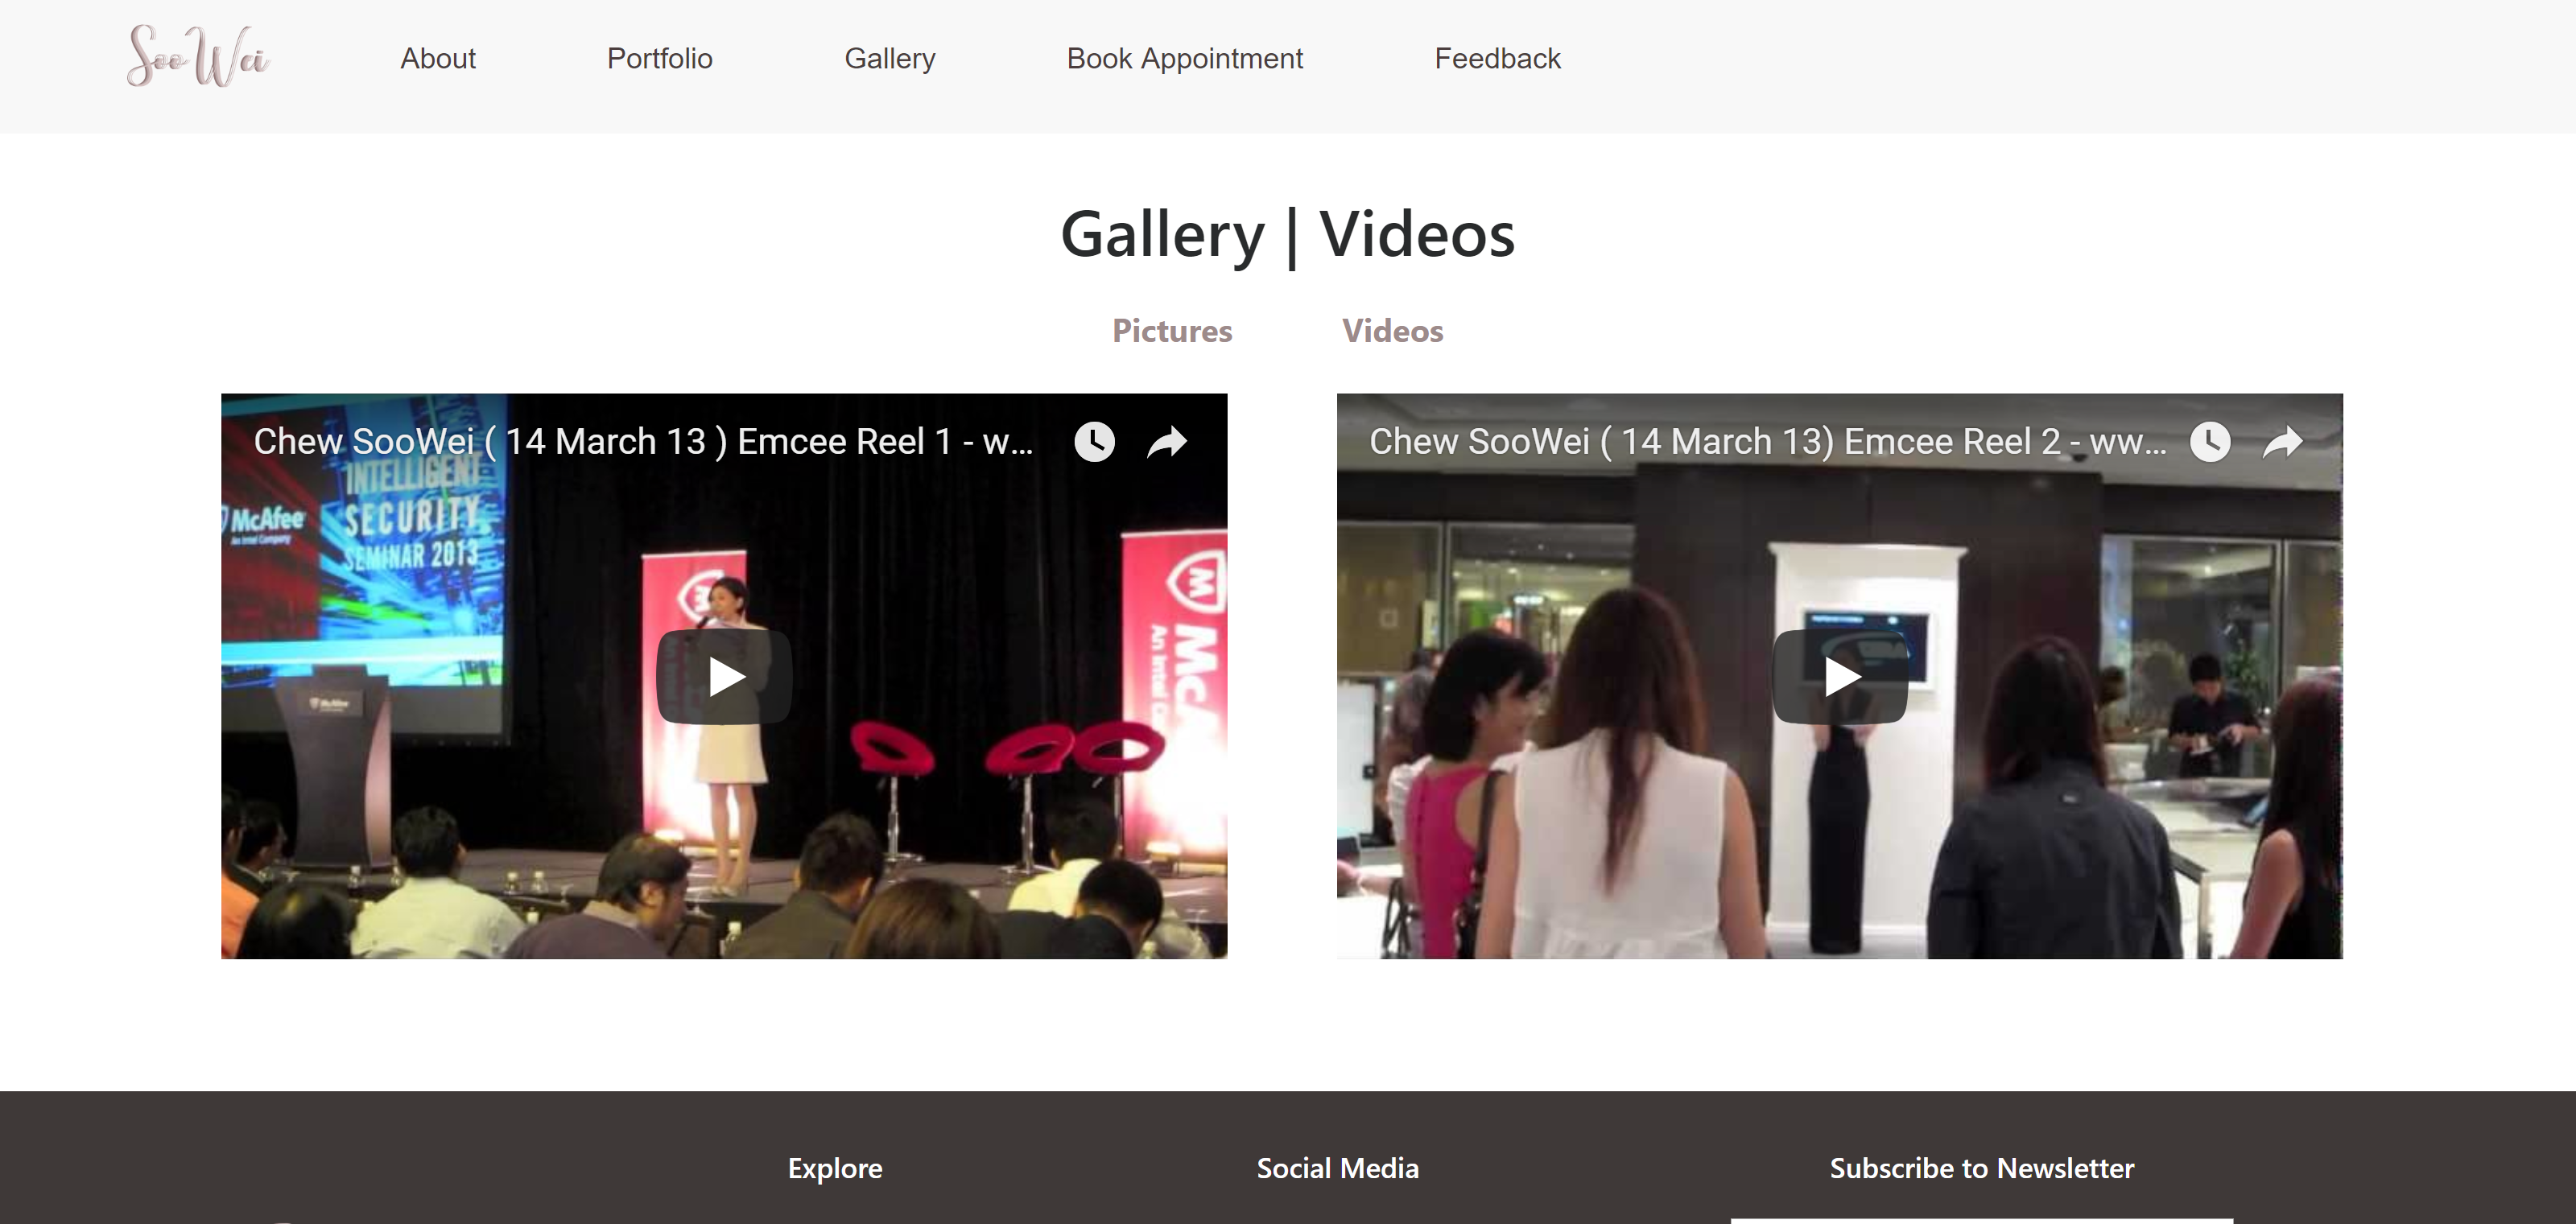 SooWei
About
Portfolio
Gallery
Book Appointment
Feedback
Gallery | Videos
Pictures
Videos
Chew SooWei ( 14 March 13 ) Emcee Reel 1 - w...
INTELLIGENT
SECURITY
SEMINAR 2013
McAfee
An Intel Company
McAfee
McA
An Intel C
Chew SooWei ( 14 March 13) Emcee Reel 2 - ww...
Explore
Social Media
Subscribe to Newsletter